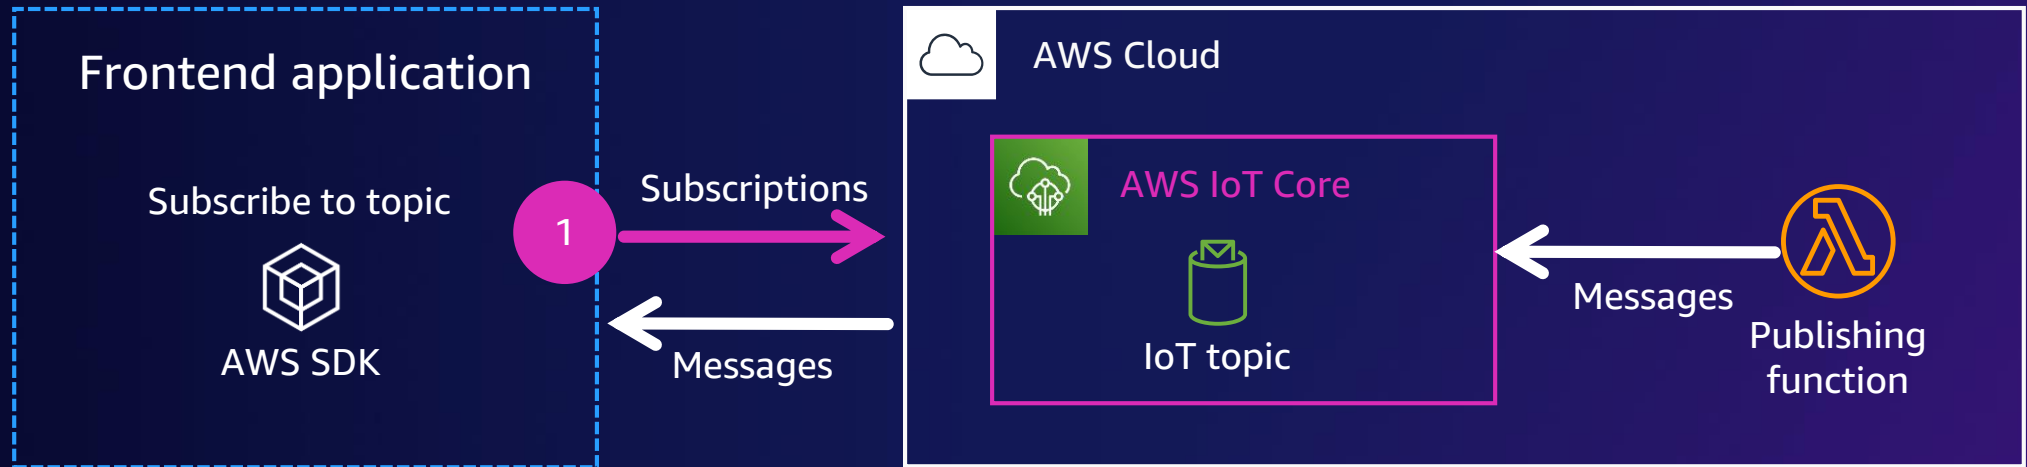 Frontend application
Subscribe to topic
AWS SDK
1
Subscriptions
Messages
AWS Cloud
AWS IoT Core
IoT topic
Messages
Publishing
function